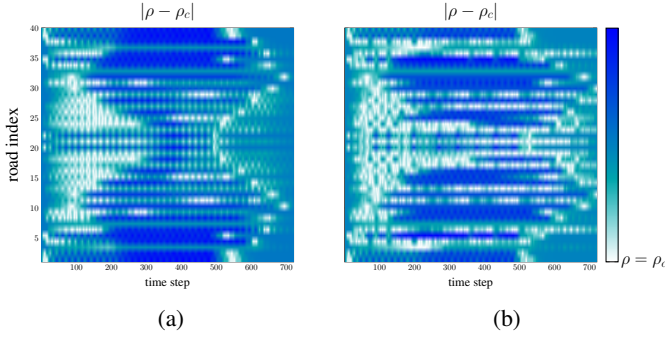 |ρ − ρc| |ρ − ρc|
road index
40
35
30
25
20
15
10
5
100 200 300 400 500 600 700
100 200 300 400 500 600 700
ρ = ρc
time step time step
(a) (b)